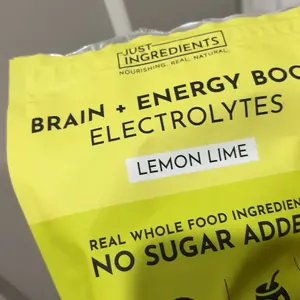 JUST
INGREDIENTS
NOURISHING. REAL. NATURAL.
BRAIN + ENERGY BOO
ELECTROLYTES
LEMON LIME
REAL WHOLE FOOD INGREDIEN
NO SUGAR ADDE